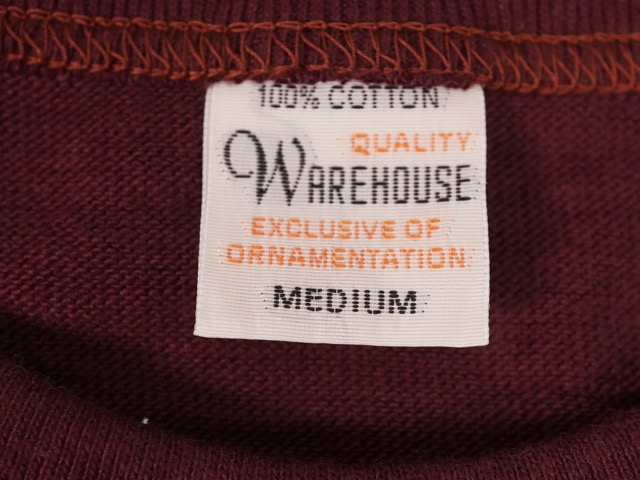 100% COTTON
QUALITY
WAREHOUSE
EXCLUSIVE OF
ORNAMENTATION
MEDIUM